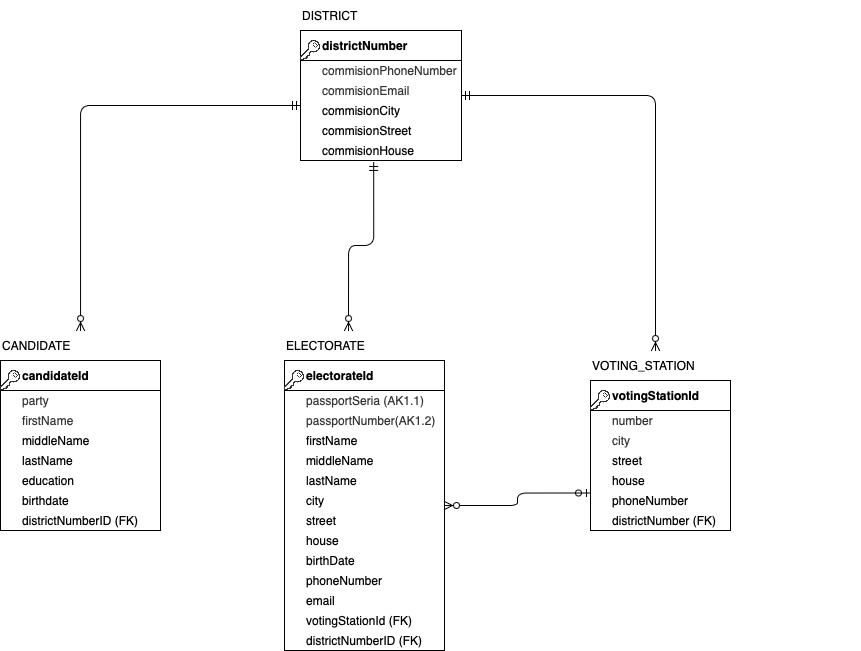 DISTRICT
districtNumber
commisionPhoneNumber
commisionEmail
commisionCity
commisionStreet
commisionHouse
CANDIDATE
candidateId
party
firstName
middleName
lastName
education
birthdate
districtNumberID (FK)
ELECTORATE
electorateId
passportSeria (AK1.1)
passportNumber(AK1.2)
firstName
middleName
lastName
city
street
house
birthDate
phoneNumber
email
votingStationId (FK)
districtNumberID (FK)
VOTING_STATION
votingStationId
number
city
street
house
phoneNumber
districtNumber (FK)